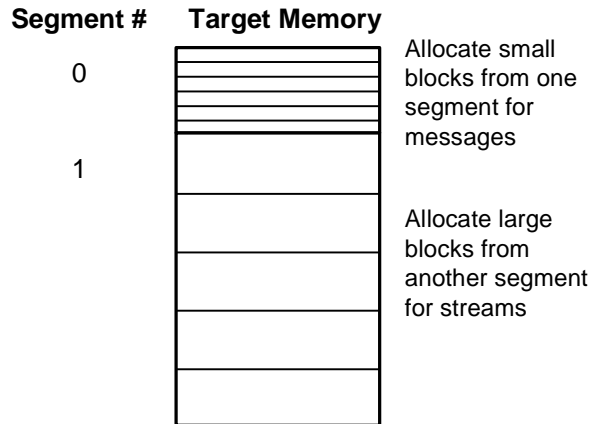 Segment # Target Memory
0
Allocate small
blocks from one
segment for
messages
1
Allocate large
blocks from
another segment
for streams